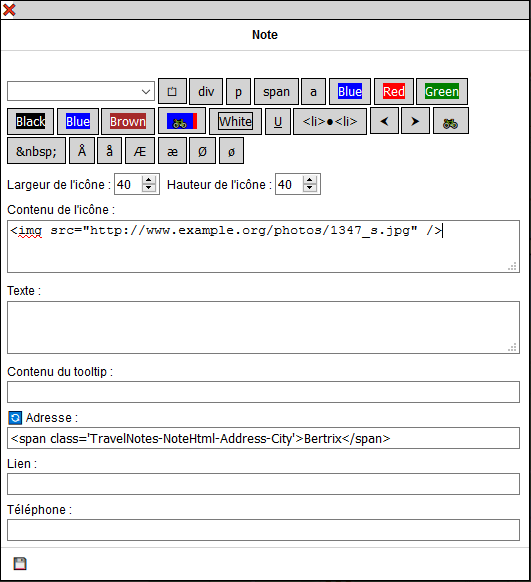 Note
div p span a Blue Red Green
Black Blue Brown White U <li>●<li>
&nbsp; Å å Æ æ Ø ø
Largeur de l'icône : 40 Hauteur de l'icône : 40
Contenu de l'icône :
<img src="http://www.example.org/photos/1347_s.jpg" />
Texte :
Contenu du tooltip :
Adresse :
<span class='TravelNotes-NoteHtml-Address-City'>Bertrix</span>
Lien :
Téléphone :